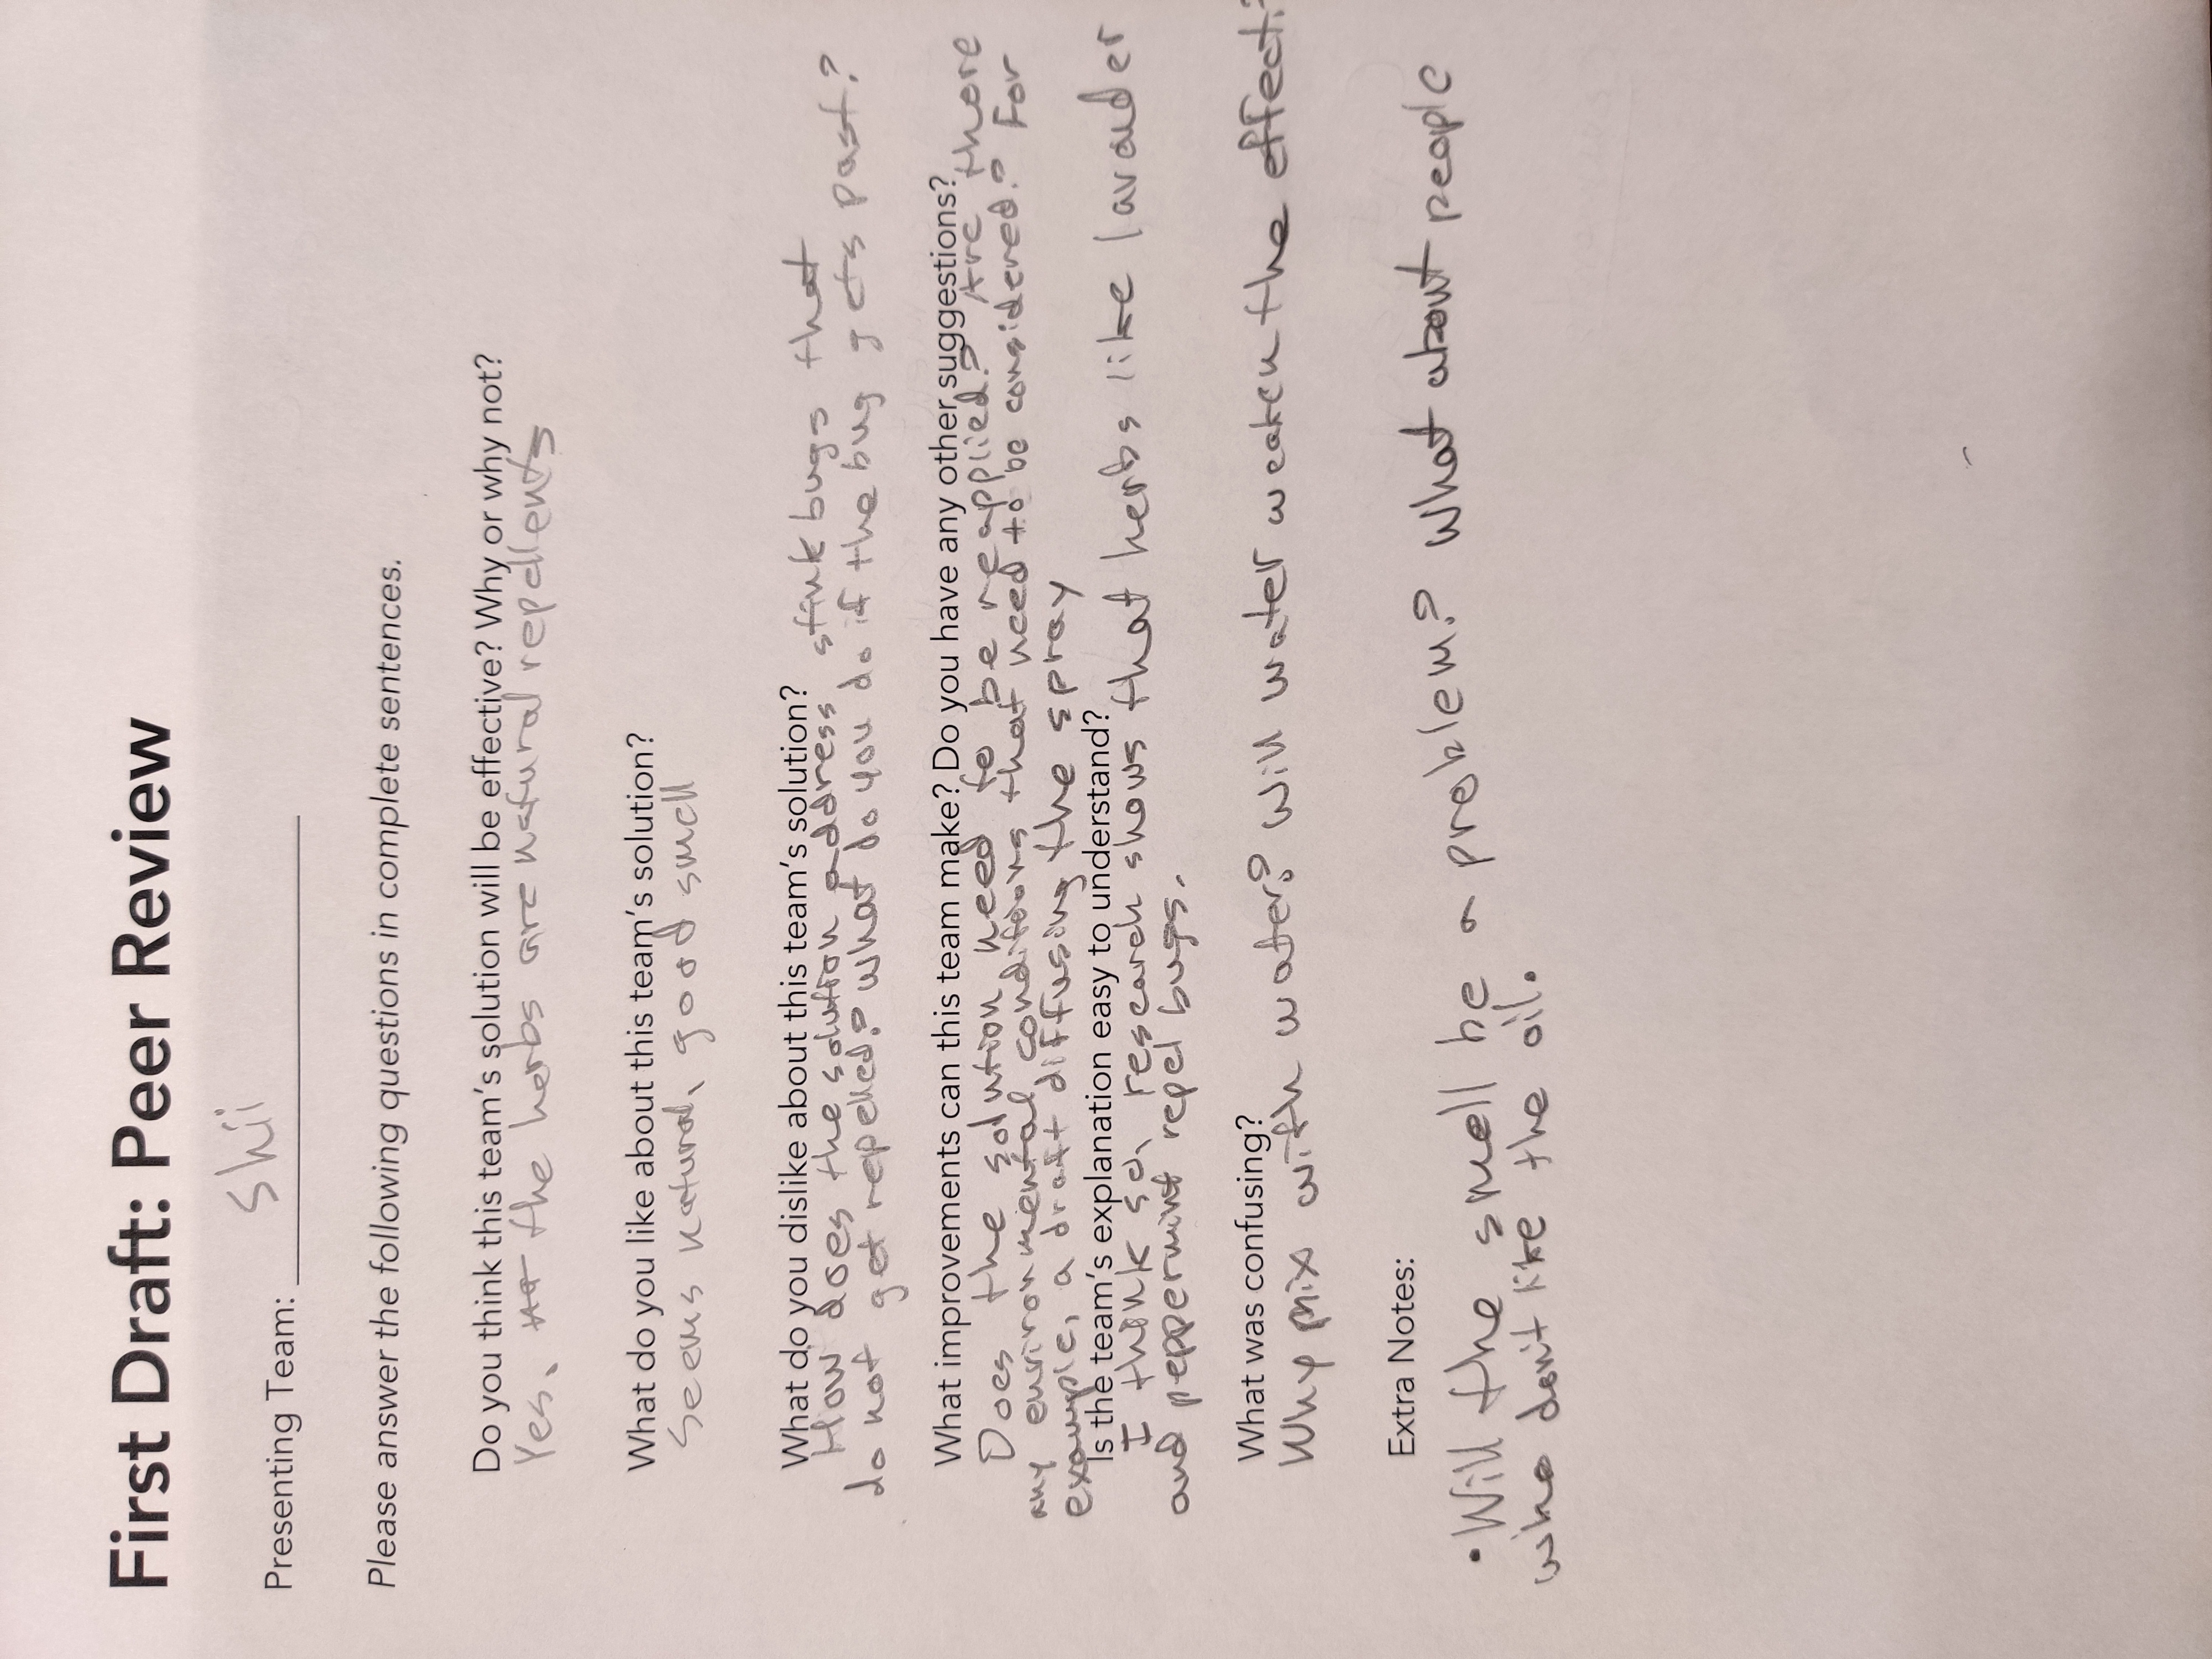 First Draft: Peer Review
Presenting Team: Shii
Please answer the following questions in complete sentences.
Do you think this team's solution will be effective? Why or why not?
Yes. the herbs are natural repellents
What do you like about this team's solution?
Seems natural, good smell
What do you dislike about this team's solution?
How does the solution address stink bugs that
do not get repelled? What do you do if the bug gets past?
What improvements can this team make? Do you have any other suggestions?
Does the solution need to be reapplied? Are there
any environmental conditions that need to be considered? For
example, a draft diffusing the spray
Is the team's explanation easy to understand?
I think so, research shows that herbs like lavender
and peppermint repel bugs.
What was confusing?
Why mix with water? Will water weaken the effect?
Extra Notes:
•Will the smell be a problem? What about people
who don't like the oil.